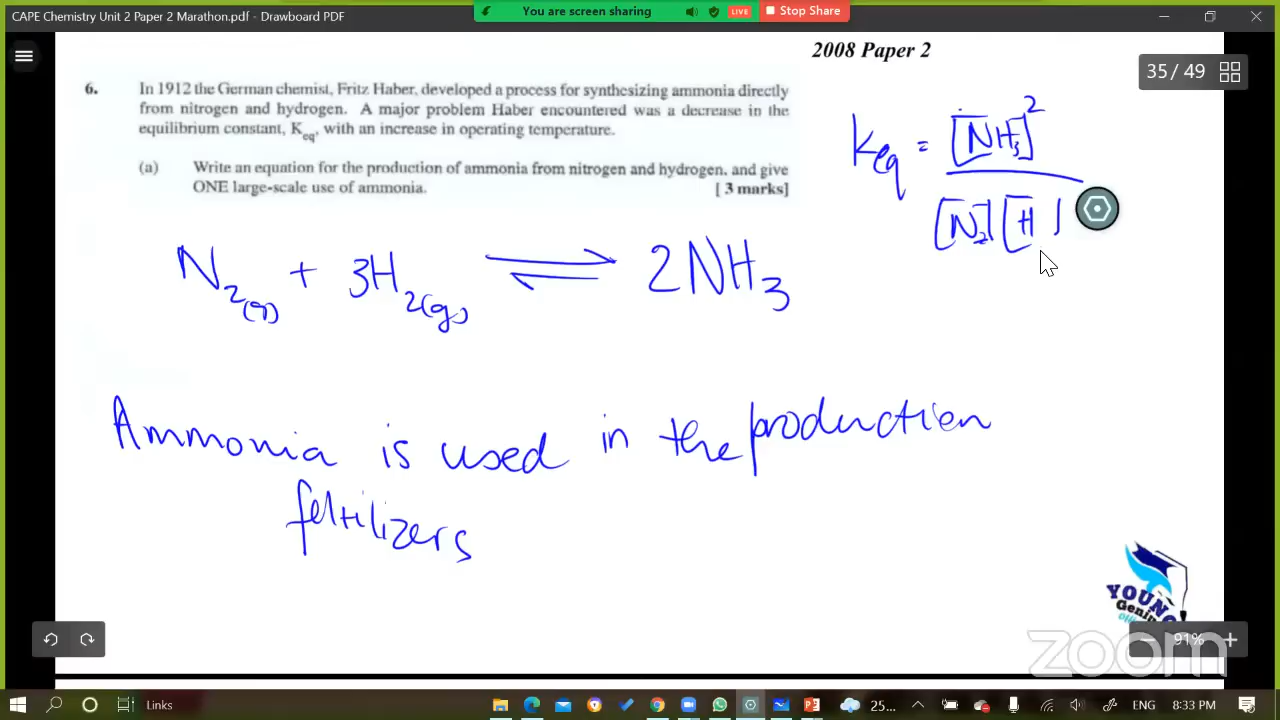 CAPE Chemistry Unit 2 Paper 2 Marathon.pdf - Drawboard PDF
You are screen sharing LIVE Stop Share
2008 Paper 2
35 / 49
6. In 1912 the German chemist, Fritz Haber, developed a process for synthesizing ammonia directly
from nitrogen and hydrogen. A major problem Haber encountered was a decrease in the
equilibrium constant, Keq, with an increase in operating temperature.
(a) Write an equation for the production of ammonia from nitrogen and hydrogen, and give
ONE large-scale use of ammonia. [ 3 marks]
Keq = [NH3]2
[N2] [H ]
N2(g) + 3H2(g) ⇌ 2NH3
Ammonia is used in the production
feltilizers
YOUNG
Genius
91%
zoom
Links
25...
ENG 8:33 PM